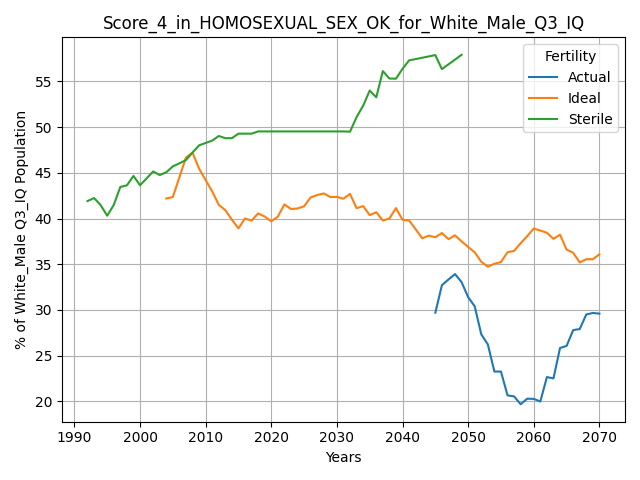 Score_4_in_HOMOSEXUAL_SEX_OK_for_White_Male_Q3_IQ
Fertility
Actual
Ideal
Sterile
% of White_Male Q3_IQ Population
55
50
45
40
35
30
25
20
1990 2000 2010 2020 2030 2040 2050 2060 2070
Years